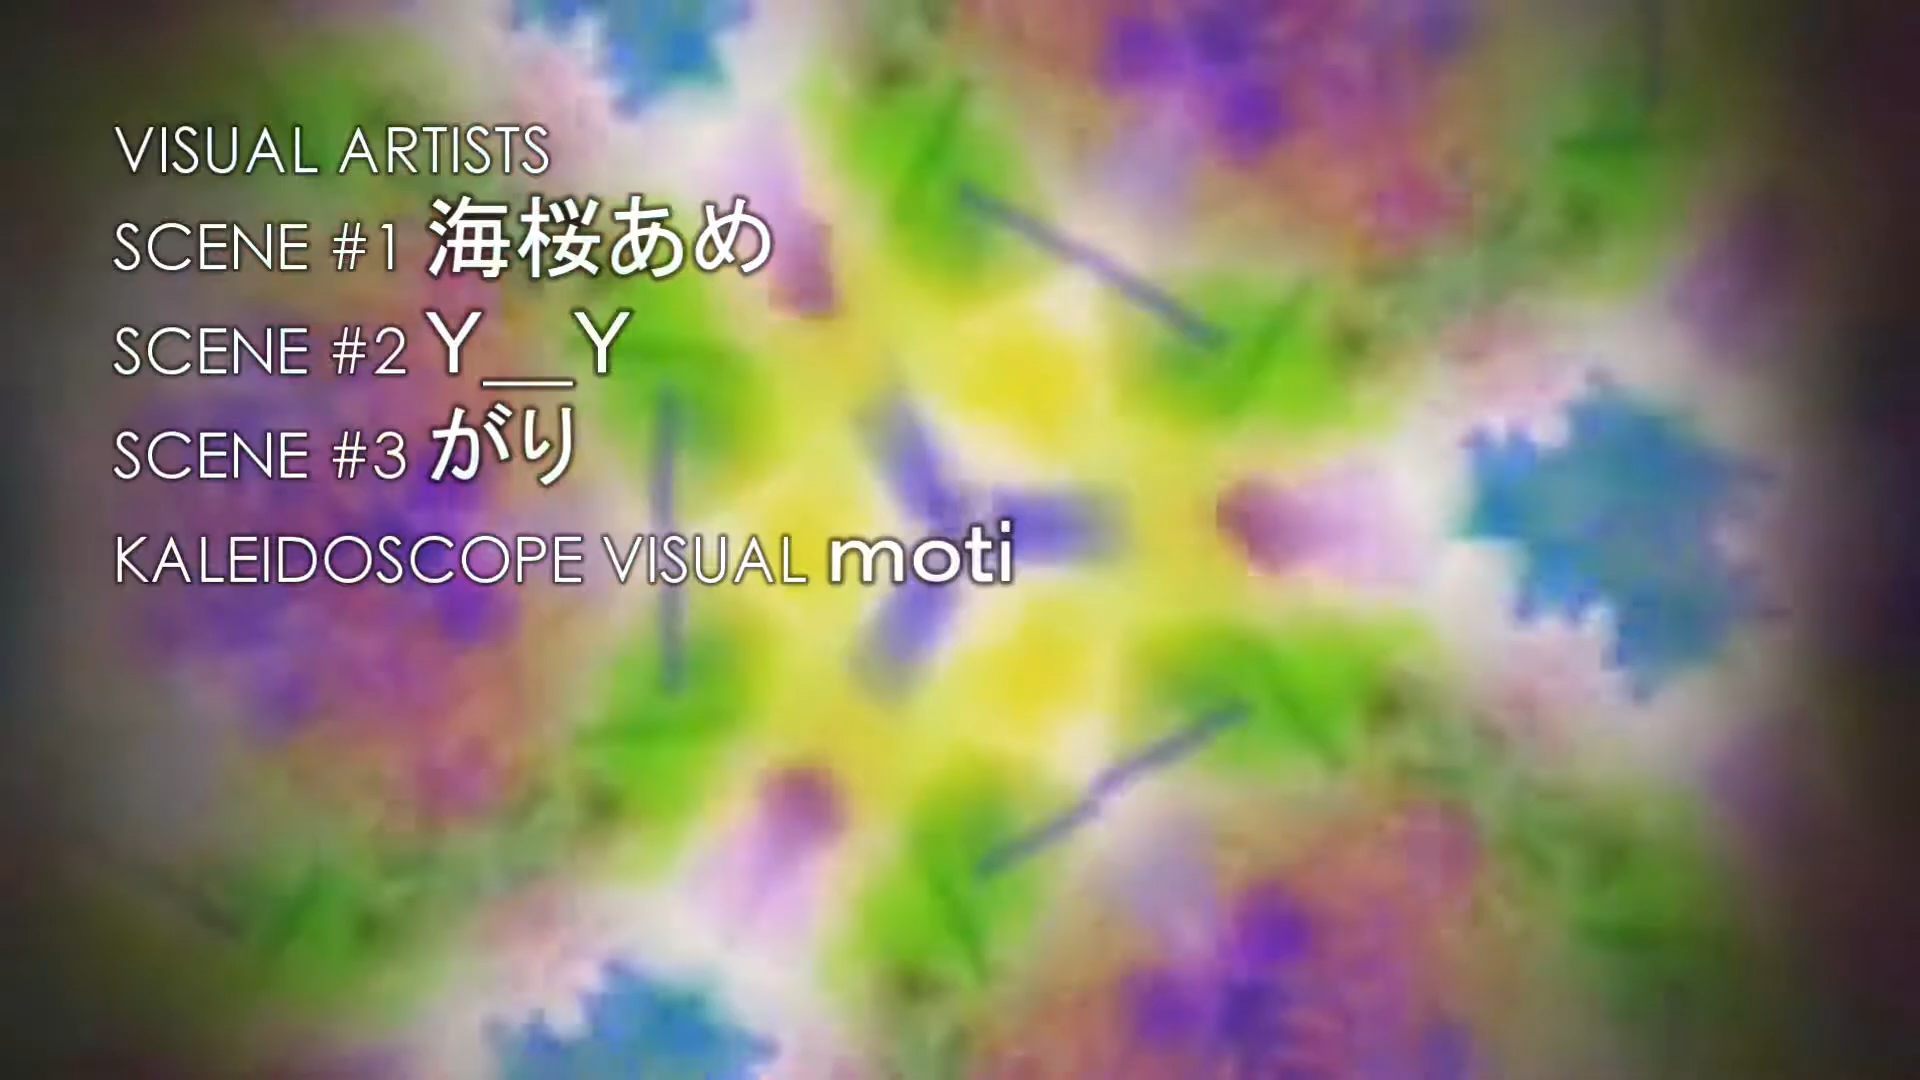 VISUAL ARTISTS
SCENE #1 海桜あめ
SCENE #2 Y__Y
SCENE #3 がり
KALEIDOSCOPE VISUAL moti